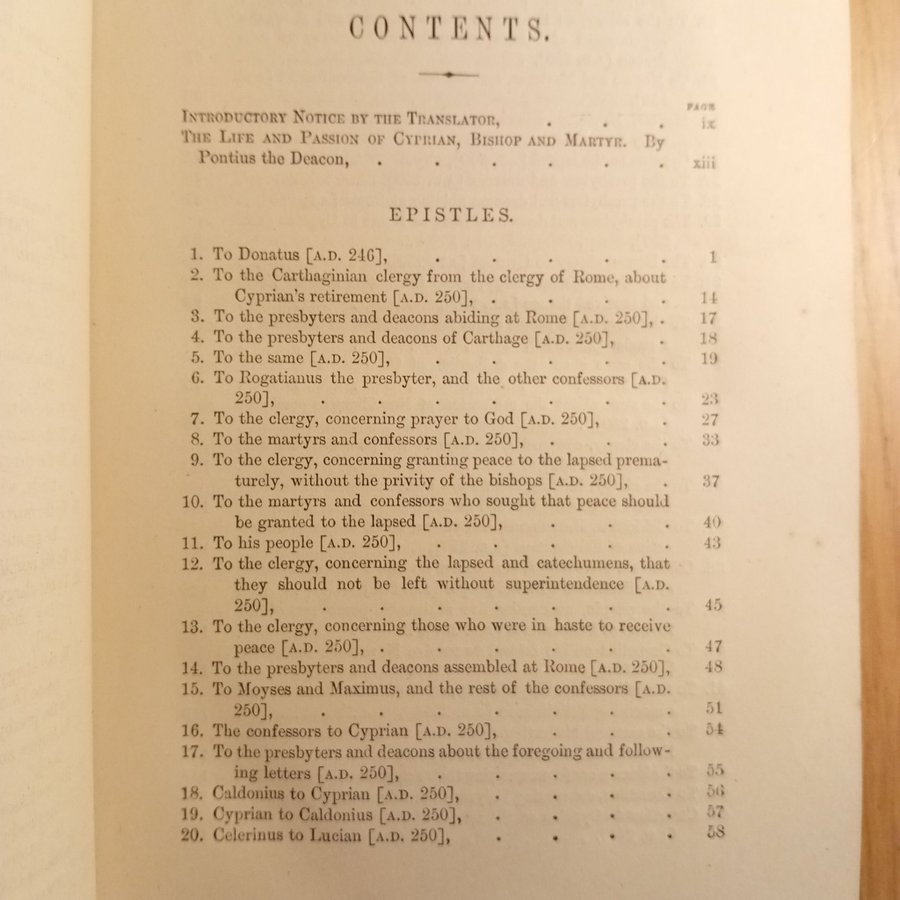 CONTENTS.
PAGE
INTRODUCTORY NOTICE BY THE TRANSLATOR, . . . ix
THE LIFE AND PASSION OF CYPRIAN, BISHOP AND MARTYR. By
Pontius the Deacon, . . . . . . xiii
EPISTLES.
1. To Donatus [A.D. 246], . . . . . 1
2. To the Carthaginian clergy from the clergy of Rome, about
Cyprian's retirement [A.D. 250], . . . . 14
3. To the presbyters and deacons abiding at Rome [A.D. 250], . 17
4. To the presbyters and deacons of Carthage [A.D. 250], . 18
5. To the same [A.D. 250], . . . . . 19
6. To Rogatianus the presbyter, and the other confessors [A.D.
250], . . . . . . . 23
7. To the clergy, concerning prayer to God [A.D. 250], . 27
8. To the martyrs and confessors [A.D. 250], . . . 33
9. To the clergy, concerning granting peace to the lapsed prema-
turely, without the privity of the bishops [A.D. 250], . 37
10. To the martyrs and confessors who sought that peace should
be granted to the lapsed [A.D. 250], . . . 40
11. To his people [A.D. 250], . . . . . 43
12. To the clergy, concerning the lapsed and catechumens, that
they should not be left without superintendence [A.D.
250], . . . . . . . 45
13. To the clergy, concerning those who were in haste to receive
peace [A.D. 250], . . . . . . 47
14. To the presbyters and deacons assembled at Rome [A.D. 250], 48
15. To Moyses and Maximus, and the rest of the confessors [A.D.
250], . . . . . . . 51
16. The confessors to Cyprian [A.D. 250], . . . 54
17. To the presbyters and deacons about the foregoing and follow-
ing letters [A.D. 250], . . . . . 55
18. Caldonius to Cyprian [A.D. 250], . . . . 56
19. Cyprian to Caldonius [A.D. 250], . . . . 57
20. Celerinus to Lucian [A.D. 250], . . . . 58